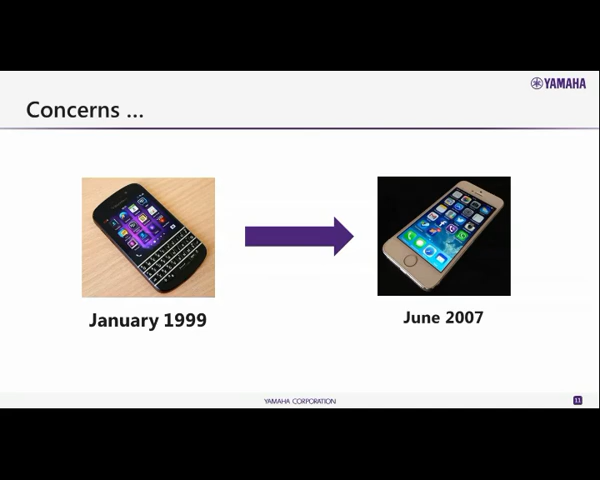 YAMAHA
Concerns ...
January 1999
June 2007
YAMAHA CORPORATION
11